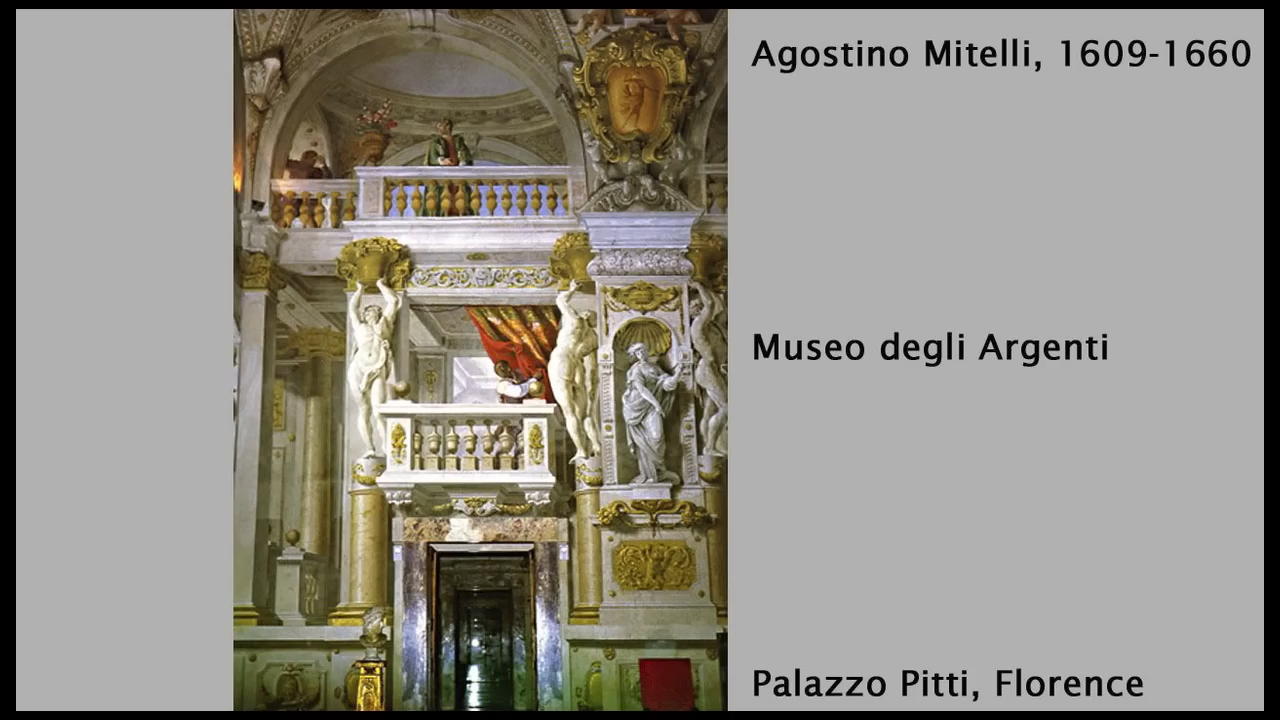 Agostino Mitelli, 1609-1660
Museo degli Argenti
Palazzo Pitti, Florence